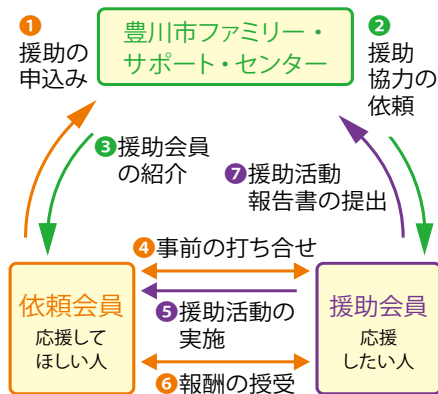 豊川市ファミリー・
サポート・センター
❶
援助の
申込み
❷
援助
協力の
依頼
❸援助会員
の紹介
❼援助活動
報告書の提出
❹事前の打ち合せ
依頼会員
応援して
ほしい人
❺援助活動の
実施
援助会員
応援
したい人
❻報酬の授受